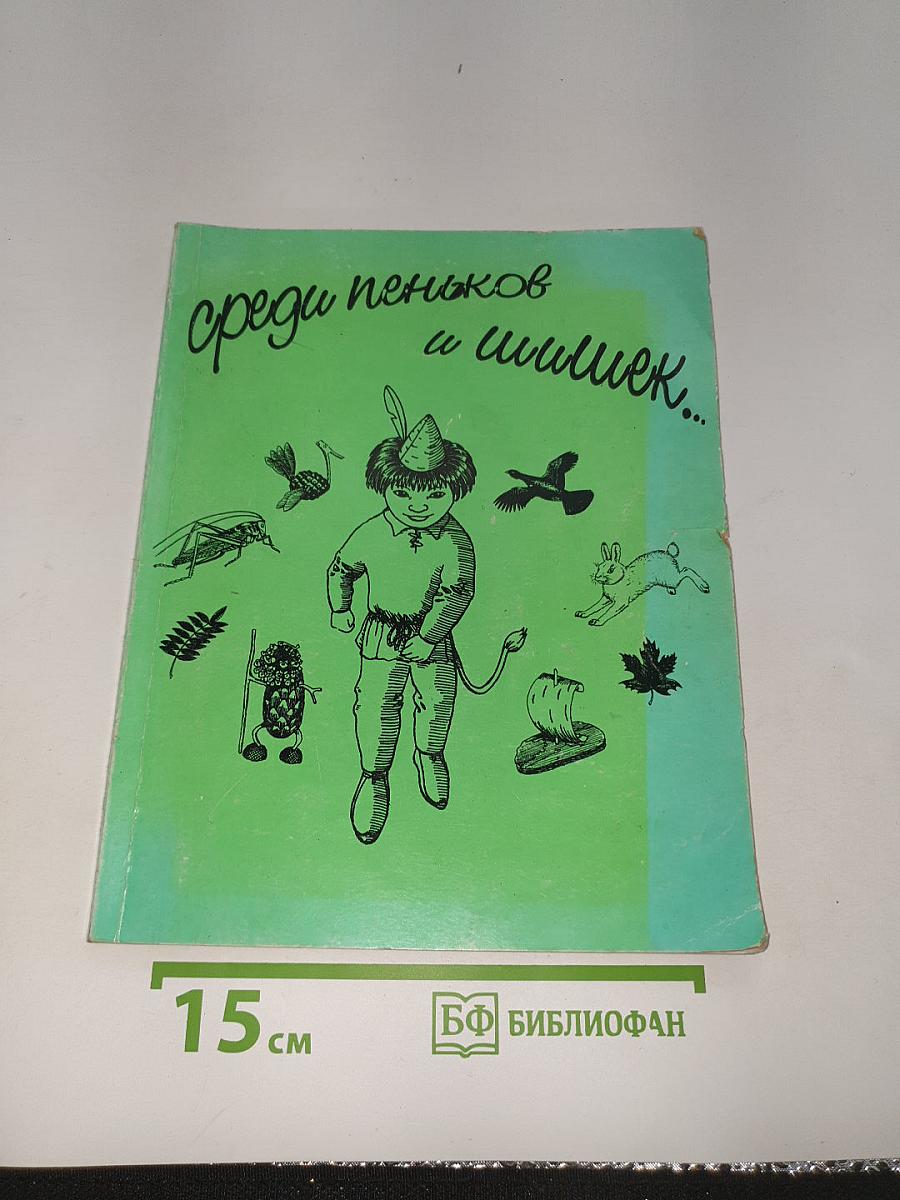 среди пеньков
и шишек...
15 см
БФ БИБЛИОФАН